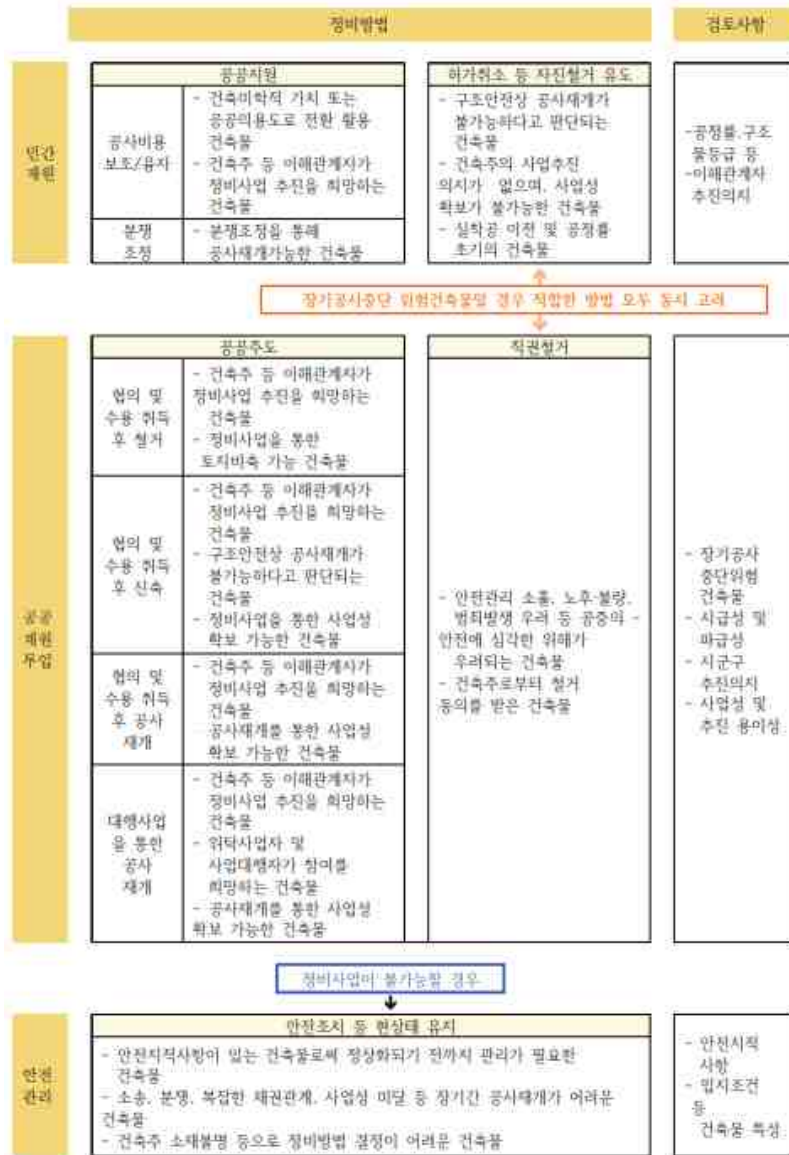 정비방법
검토사항
민간
재원
공공지원
공사비용
보조/융자
- 건축미학적 가치 또는
공공의용도로 전환 활용
건축물
- 건축주 등 이해관계자가
정비사업 추진을 희망하는
건축물
분쟁
조정
- 분쟁조정을 통해
공사재개가능한 건축물
허가취소 등 자진철거 유도
- 구조안전상 공사재개가
불가능하다고 판단되는
건축물
- 건축주의 사업추진
의지가 없으며, 사업성
확보가 불가능한 건축물
- 실착공 이전 및 공정률
초기의 건축물
-공정률,구조
물등급 등
-이해관계자
추진의지
장기공사중단 위험건축물일 경우 적합한 방법 모두 동시 고려
공공
재원
투입
공공주도
협의 및
수용 취득
후 철거
- 건축주 등 이해관계자가
정비사업 추진을 희망하는
건축물
- 정비사업을 통한
토지비축 가능 건축물
협의 및
수용 취득
후 신축
- 건축주 등 이해관계자가
정비사업 추진을 희망하는
건축물
- 구조안전상 공사재개가
불가능하다고 판단되는
건축물
- 정비사업을 통한 사업성
확보 가능한 건축물
협의 및
수용 취득
후 공사
재개
- 건축주 등 이해관계자가
정비사업 추진을 희망하는
건축물
공사재개를 통한 사업성
확보 가능한 건축물
대행사업
을 통한
공사
재개
- 건축주 등 이해관계자가
정비사업 추진을 희망하는
건축물
- 위탁사업자 및
사업대행자가 참여를
희망하는 건축물
- 공사재개를 통한 사업성
확보 가능한 건축물
직권철거
- 안전관리 소홀, 노후·불량,
범죄발생 우려 등 공중의 -
안전에 심각한 위해가
우려되는 건축물
- 건축주로부터 철거
동의를 받은 건축물
- 장기공사
중단위험
건축물
- 시급성 및
파급성
- 시군구
추진의지
- 사업성 및
추진 용이성
정비사업이 불가능할 경우
안전
관리
안전조치 등 현상태 유지
- 안전지적사항이 있는 건축물로써 정상화되기 전까지 관리가 필요한
건축물
- 소송, 분쟁, 복잡한 채권관계, 사업성 미달 등 장기간 공사재개가 어려운
건축물
- 건축주 소재불명 등으로 정비방법 결정이 어려운 건축물
- 안전지적
사항
- 입지조건
등
건축물 특성